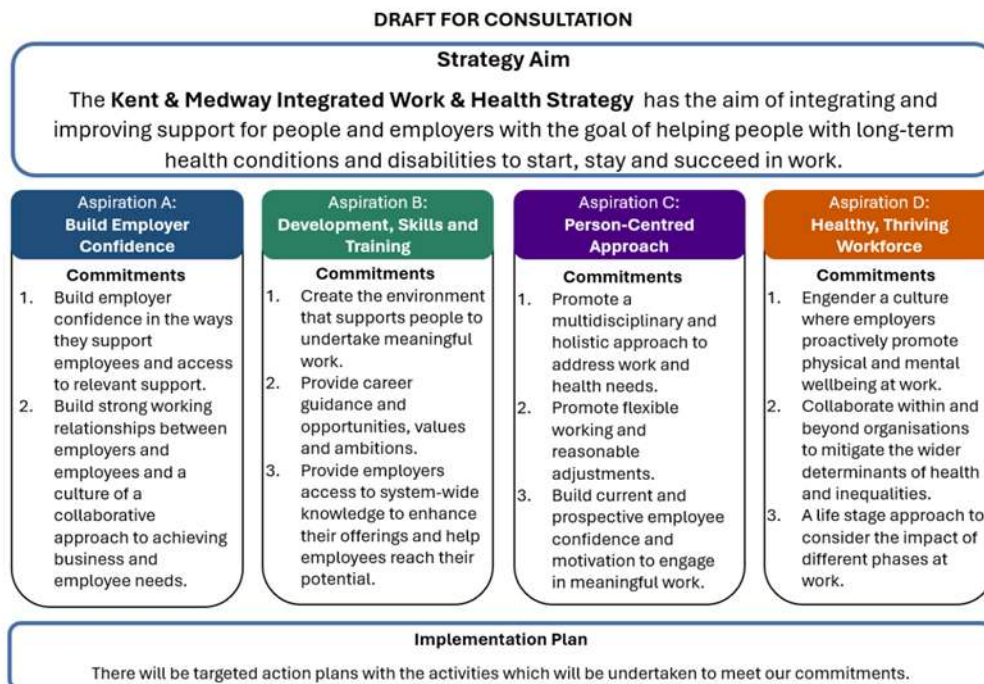 DRAFT FOR CONSULTATION
Strategy Aim
The Kent & Medway Integrated Work & Health Strategy has the aim of integrating and
improving support for people and employers with the goal of helping people with long-term
health conditions and disabilities to start, stay and succeed in work.
Aspiration A:
Build Employer
Confidence
Commitments
1. Build employer
confidence in the ways
they support
employees and access
to relevant support.
2. Build strong working
relationships between
employers and
employees and a
culture of a
collaborative
approach to achieving
business and
employee needs.
Aspiration B:
Development, Skills and
Training
Commitments
1. Create the environment
that supports people to
undertake meaningful
work.
2. Provide career
guidance and
opportunities, values
and ambitions.
3. Provide employers
access to system-wide
knowledge to enhance
their offerings and help
employees reach their
potential.
Aspiration C:
Person-Centred
Approach
Commitments
1. Promote a
multidisciplinary and
holistic approach to
address work and
health needs.
2. Promote flexible
working and
reasonable
adjustments.
3. Build current and
prospective employee
confidence and
motivation to engage
in meaningful work.
Aspiration D:
Healthy, Thriving
Workforce
Commitments
1. Engender a culture
where employers
proactively promote
physical and mental
wellbeing at work.
2. Collaborate within and
beyond organisations
to mitigate the wider
determinants of health
and inequalities.
3. A life stage approach to
consider the impact of
different phases at
work.
Implementation Plan
There will be targeted action plans with the activities which will be undertaken to meet our commitments.